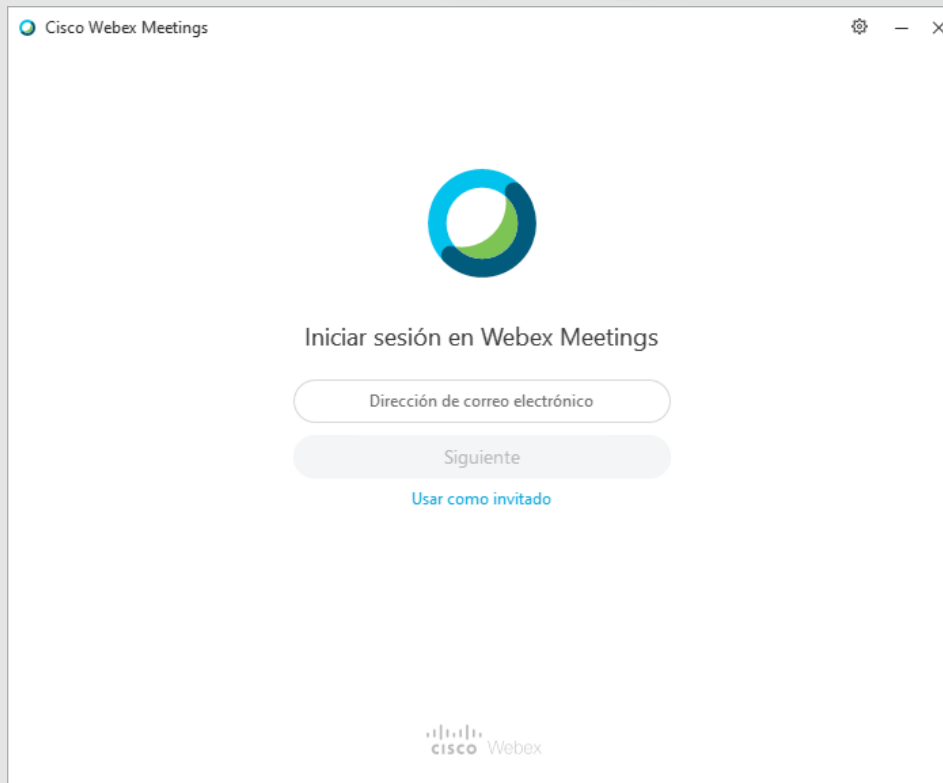 Cisco Webex Meetings
Iniciar sesión en Webex Meetings
Dirección de correo electrónico
Siguiente
Usar como invitado
cisco Webex